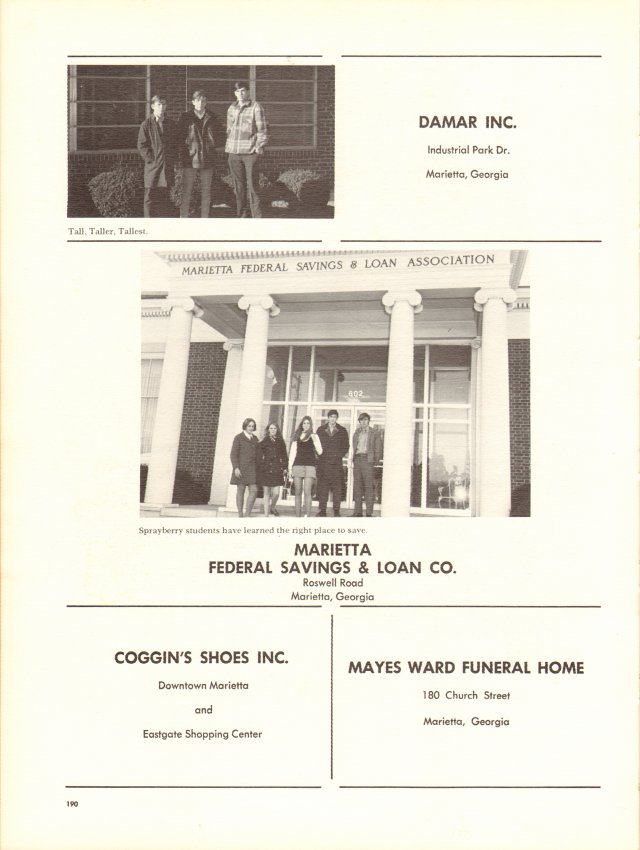 DAMAR INC.
Industrial Park Dr.
Marietta, Georgia
Tall, Taller, Tallest.
MARIETTA FEDERAL SAVINGS & LOAN ASSOCIATION
602
Sprayberry students have learned the right place to save.
MARIETTA
FEDERAL SAVINGS & LOAN CO.
Roswell Road
Marietta, Georgia
COGGIN'S SHOES INC.
Downtown Marietta
and
Eastgate Shopping Center
MAYES WARD FUNERAL HOME
180 Church Street
Marietta, Georgia
190